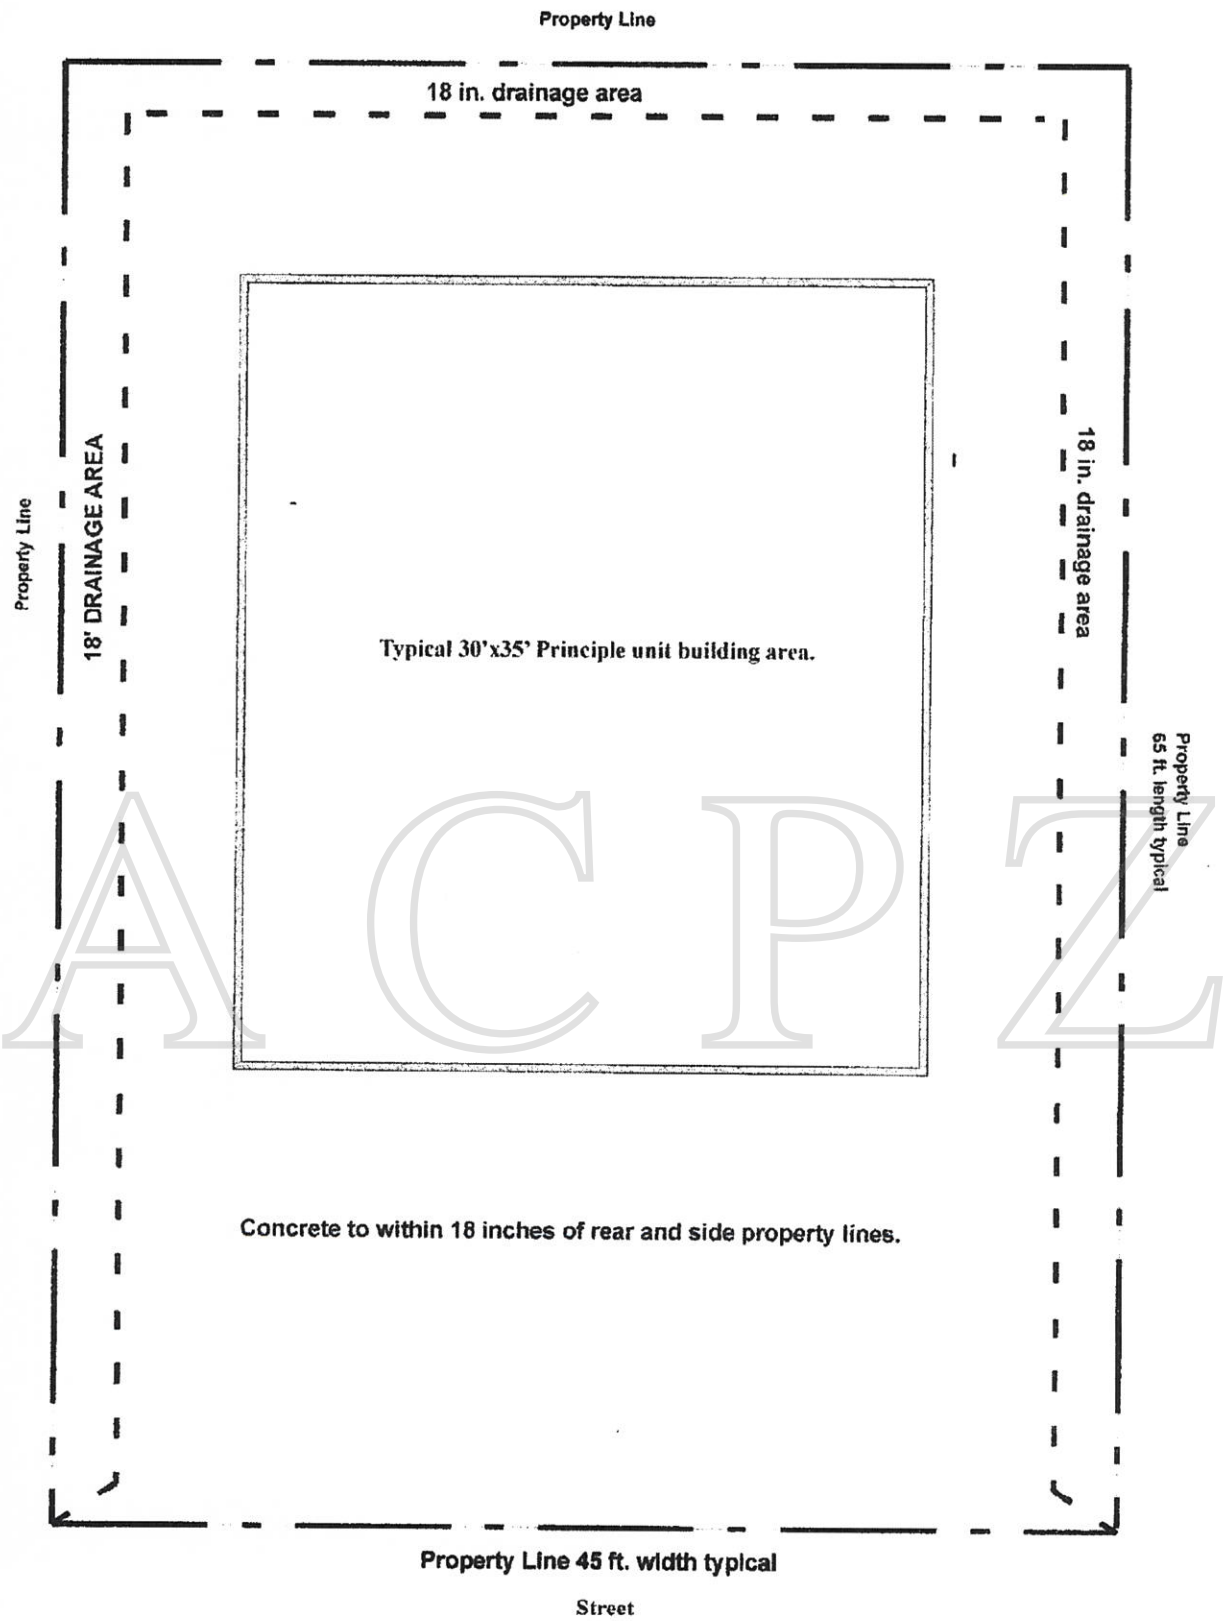 Property Line
18 in. drainage area
Property Line
18' DRAINAGE AREA
18 in. drainage area
Typical 30'x35' Principle unit building area.
Property Line
65 ft. length typical
A C P Z
Concrete to within 18 inches of rear and side property lines.
Property Line 45 ft. width typical
Street